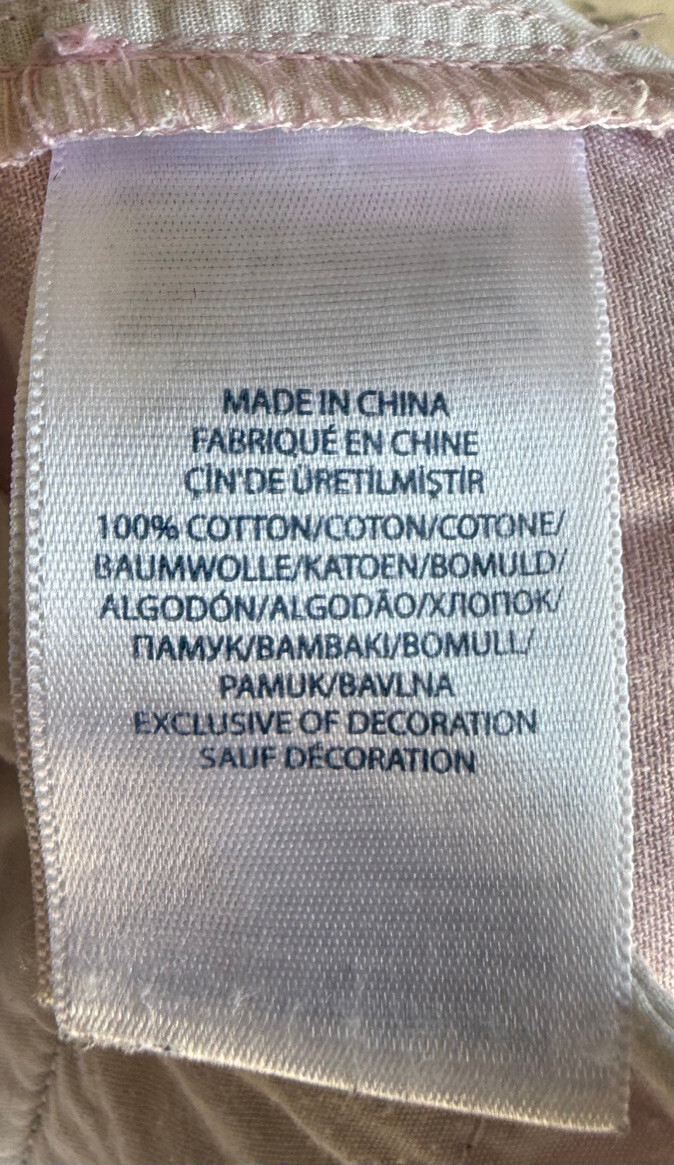 MADE IN CHINA
FABRIQUÉ EN CHINE
ÇİN'DE ÜRETİLMİŞTİR
100% COTTON/COTON/COTONE/
BAUMWOLLE/KATOEN/BOMULD/
ALGODÓN/ALGODÃO/ХЛОПОК/
ПАМУК/BAMBAKI/BOMULL/
PAMUK/BAVLNA
EXCLUSIVE OF DECORATION
SAUF DÉCORATION